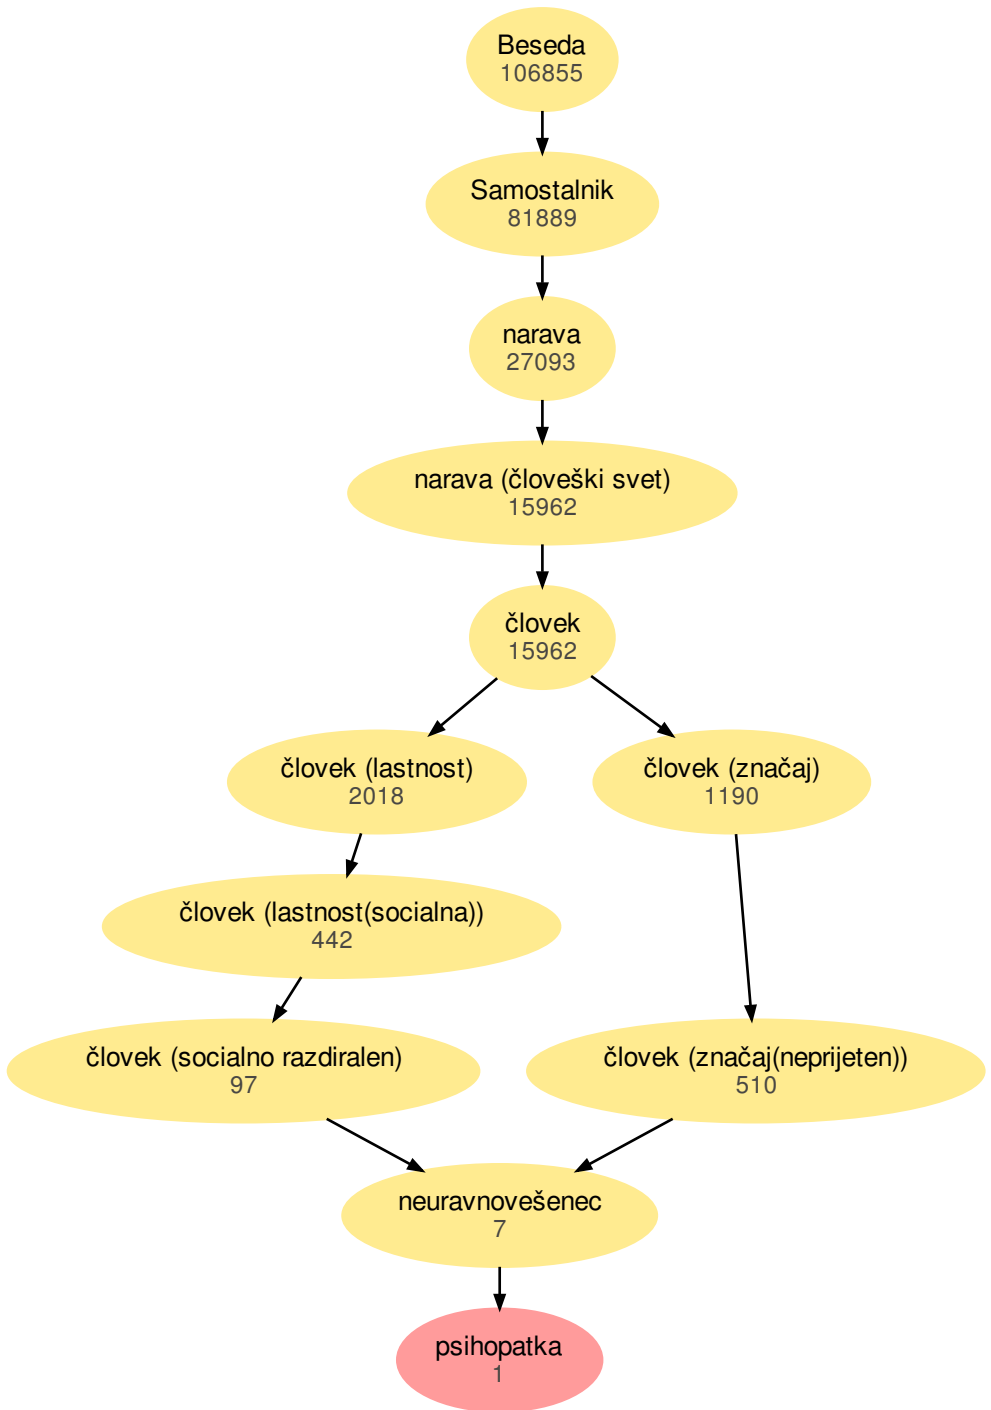 Beseda
106855
Samostalnik
81889
narava
27093
narava (človeški svet)
15962
človek
15962
človek (lastnost)
2018
človek (značaj)
1190
človek (lastnost(socialna))
442
človek (socialno razdiralen)
97
človek (značaj(neprijeten))
510
neuravnovešenec
7
psihopatka
1